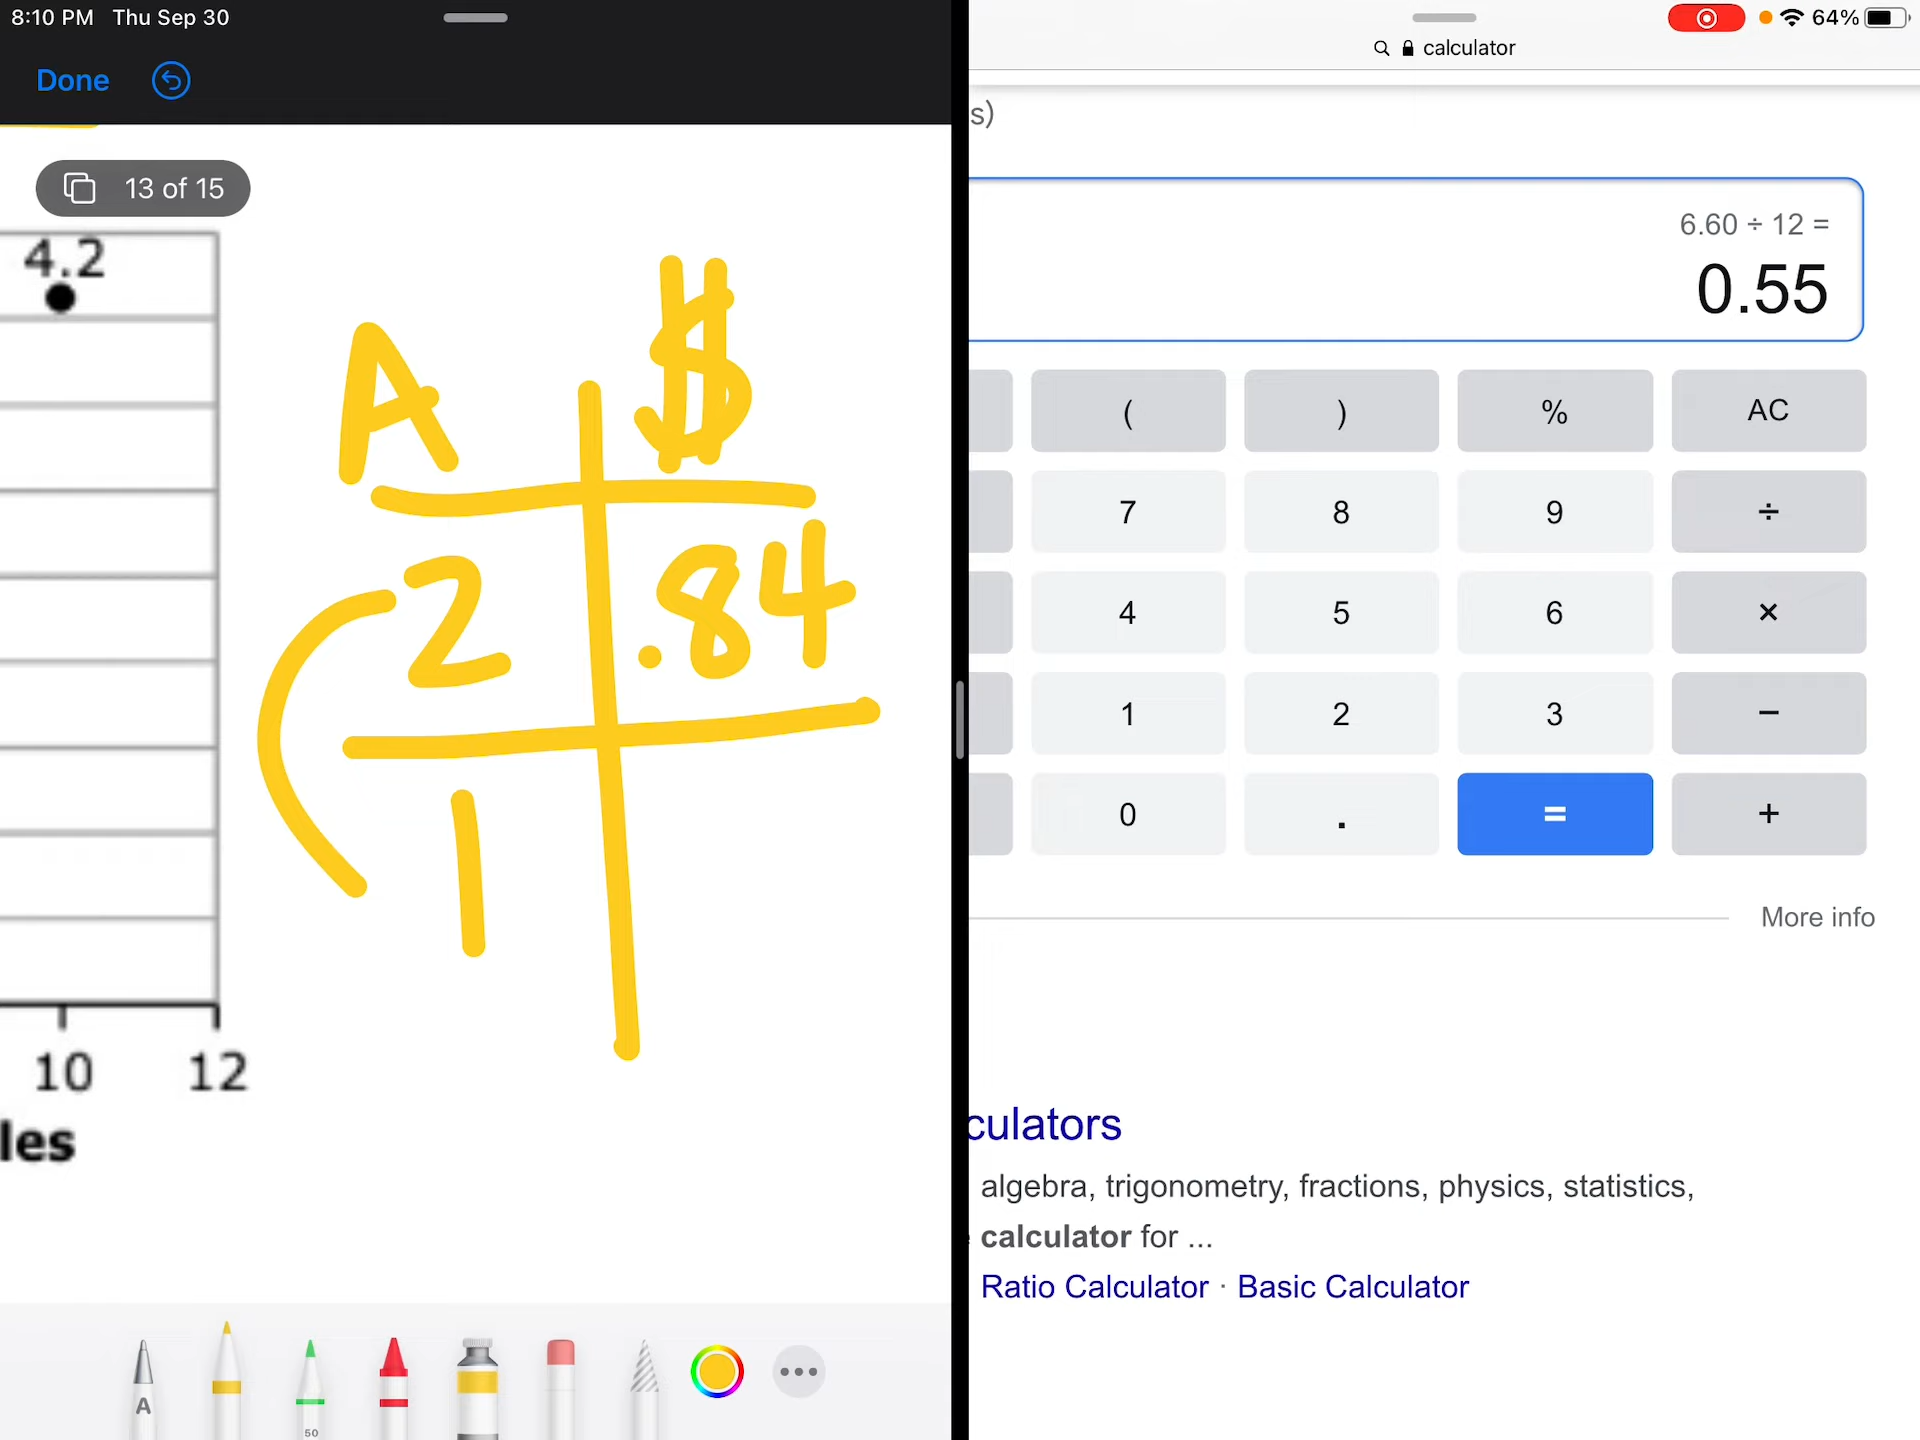 8:10 PM Thu Sep 30
Done
13 of 15
4.2
A $
2 .84
1
10 12
les
A
50
64%
calculator
s)
6.60 ÷ 12 =
0.55
( ) % AC
7 8 9 ÷
4 5 6 ×
1 2 3 −
0 . = +
More info
culators
algebra, trigonometry, fractions, physics, statistics,
calculator for ...
Ratio Calculator · Basic Calculator